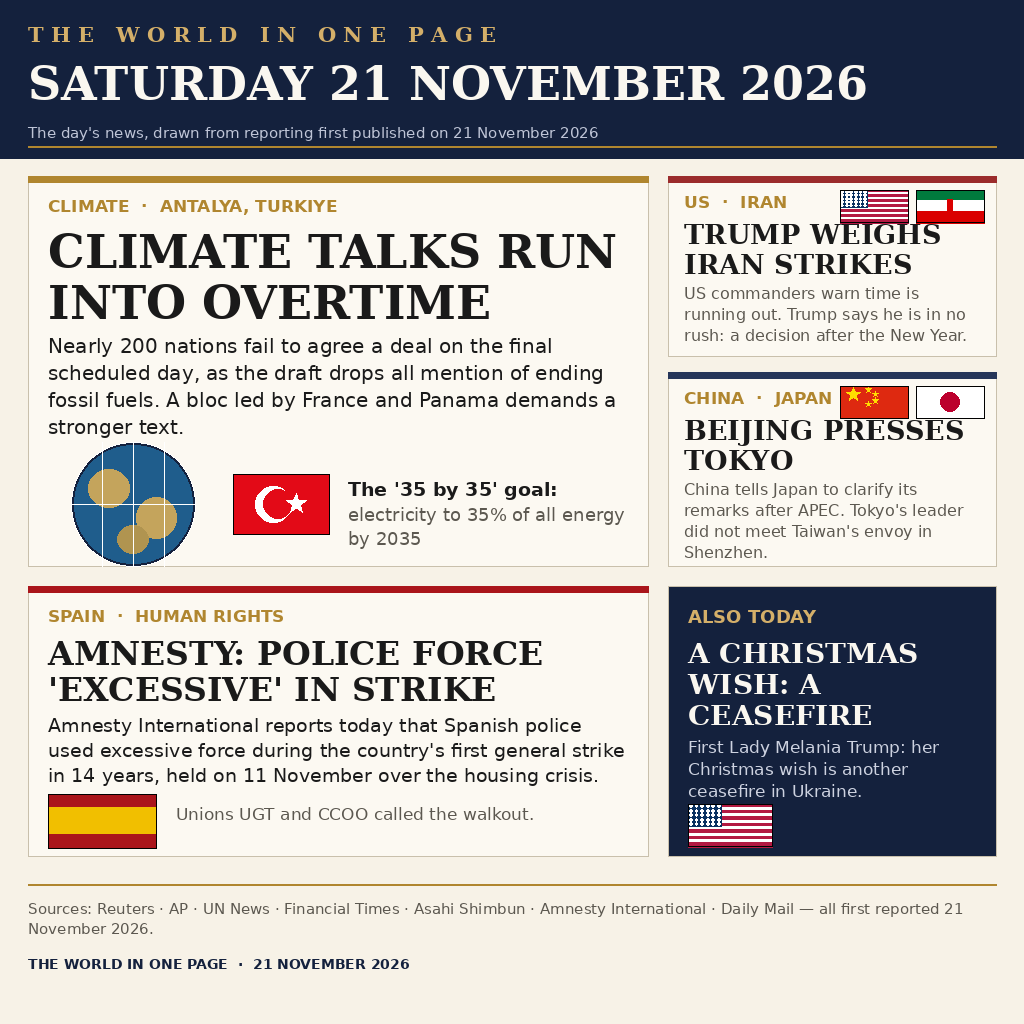 THE WORLD IN ONE PAGE
SATURDAY 21 NOVEMBER 2026
The day's news, drawn from reporting first published on 21 November 2026
CLIMATE · ANTALYA, TURKIYE
CLIMATE TALKS RUN
INTO OVERTIME
Nearly 200 nations fail to agree a deal on the final
scheduled day, as the draft drops all mention of ending
fossil fuels. A bloc led by France and Panama demands a
stronger text.
The '35 by 35' goal:
electricity to 35% of all energy
by 2035
US · IRAN
TRUMP WEIGHS
IRAN STRIKES
US commanders warn time is
running out. Trump says he is in no
rush: a decision after the New Year.
CHINA · JAPAN
BEIJING PRESSES
TOKYO
China tells Japan to clarify its
remarks after APEC. Tokyo's leader
did not meet Taiwan's envoy in
Shenzhen.
SPAIN · HUMAN RIGHTS
AMNESTY: POLICE FORCE
'EXCESSIVE' IN STRIKE
Amnesty International reports today that Spanish police
used excessive force during the country's first general strike
in 14 years, held on 11 November over the housing crisis.
Unions UGT and CCOO called the walkout.
ALSO TODAY
A CHRISTMAS
WISH: A
CEASEFIRE
First Lady Melania Trump: her
Christmas wish is another
ceasefire in Ukraine.
Sources: Reuters · AP · UN News · Financial Times · Asahi Shimbun · Amnesty International · Daily Mail — all first reported 21
November 2026.
THE WORLD IN ONE PAGE · 21 NOVEMBER 2026